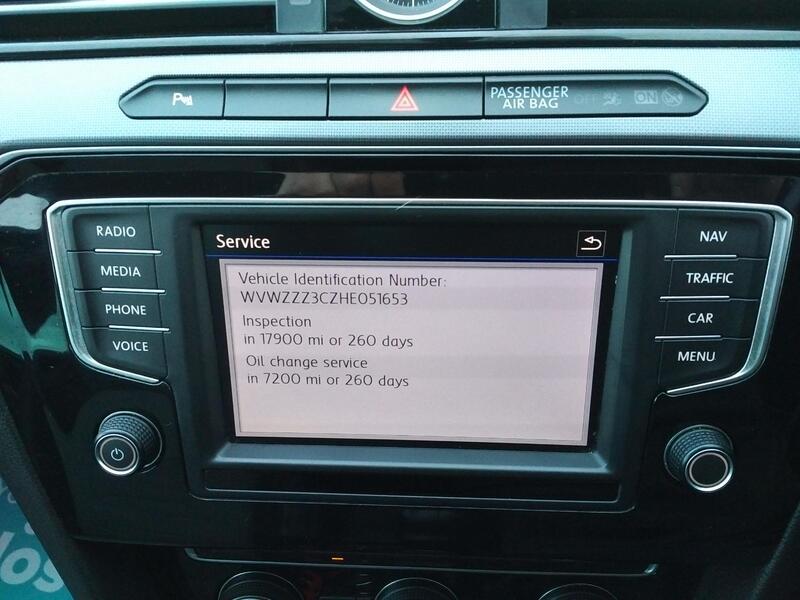 PASSENGER
AIR BAG OFF ON
RADIO
MEDIA
PHONE
VOICE
Service
Vehicle Identification Number:
WVWZZZ3CZHE051653
Inspection
in 17900 mi or 260 days
Oil change service
in 7200 mi or 260 days
NAV
TRAFFIC
CAR
MENU